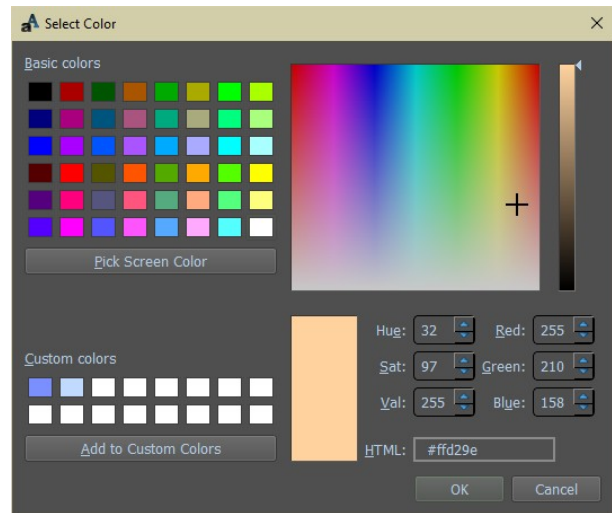 Select Color
Basic colors
Pick Screen Color
Custom colors
Add to Custom Colors
Hue: 32 Red: 255
Sat: 97 Green: 210
Val: 255 Blue: 158
HTML: #ffd29e
OK Cancel